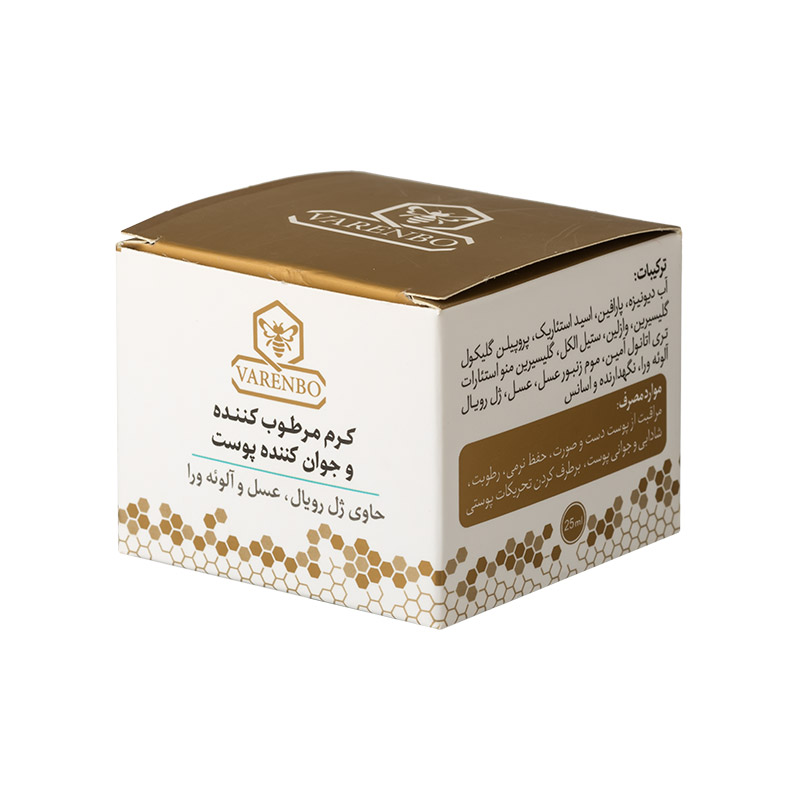 VARENBO
VARENBO
کرم مرطوب کننده
و جوان کننده پوست
حاوی ژل رویال، عسل و آلوئه ورا
ترکیبات:
آب دیونیزه، پارافین، اسید استئاریک، پروپیلن گلیکول
گلیسیرین، وازلین، ستیل الکل، گلیسیرین منو استئارات
تری اتانول آمین، موم زنبور عسل، عسل، ژل رویال
آلوئه ورا، نگهدارنده و اسانس
موارد مصرف:
مراقبت از پوست دست و صورت، حفظ نرمی، رطوبت،
شادابی و جوانی پوست، برطرف کردن تحریکات پوستی
25ml